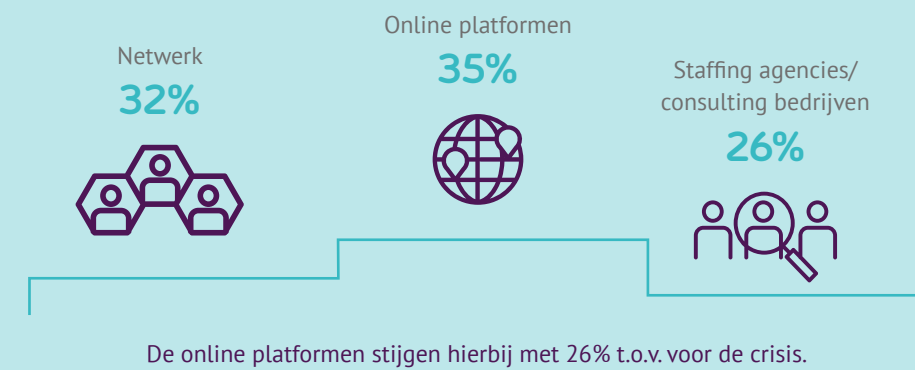 Netwerk
32%
Online platformen
35%
Staffing agencies/
consulting bedrijven
26%
De online platformen stijgen hierbij met 26% t.o.v. voor de crisis.